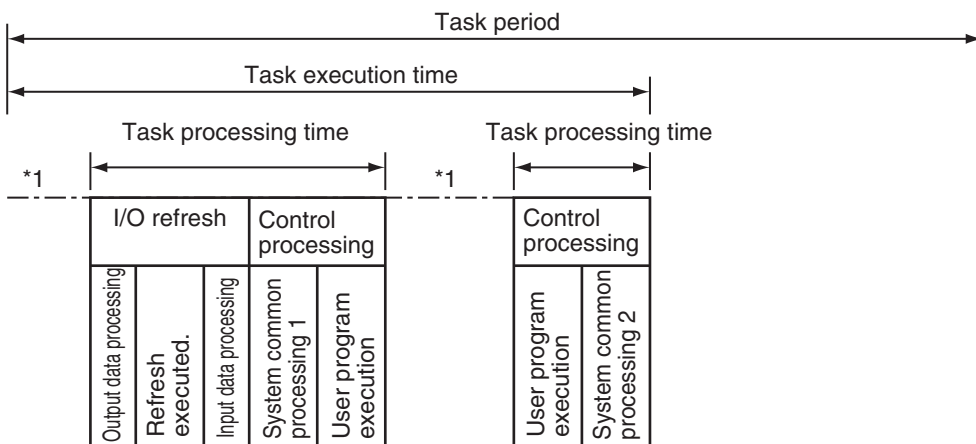 Task period
Task execution time
Task processing time
Task processing time
*1
*1
I/O refresh
Control
processing
Control
processing
Output data processing
Refresh
executed.
Input data processing
System common
processing 1
User program
execution
User program
execution
System common
processing 2